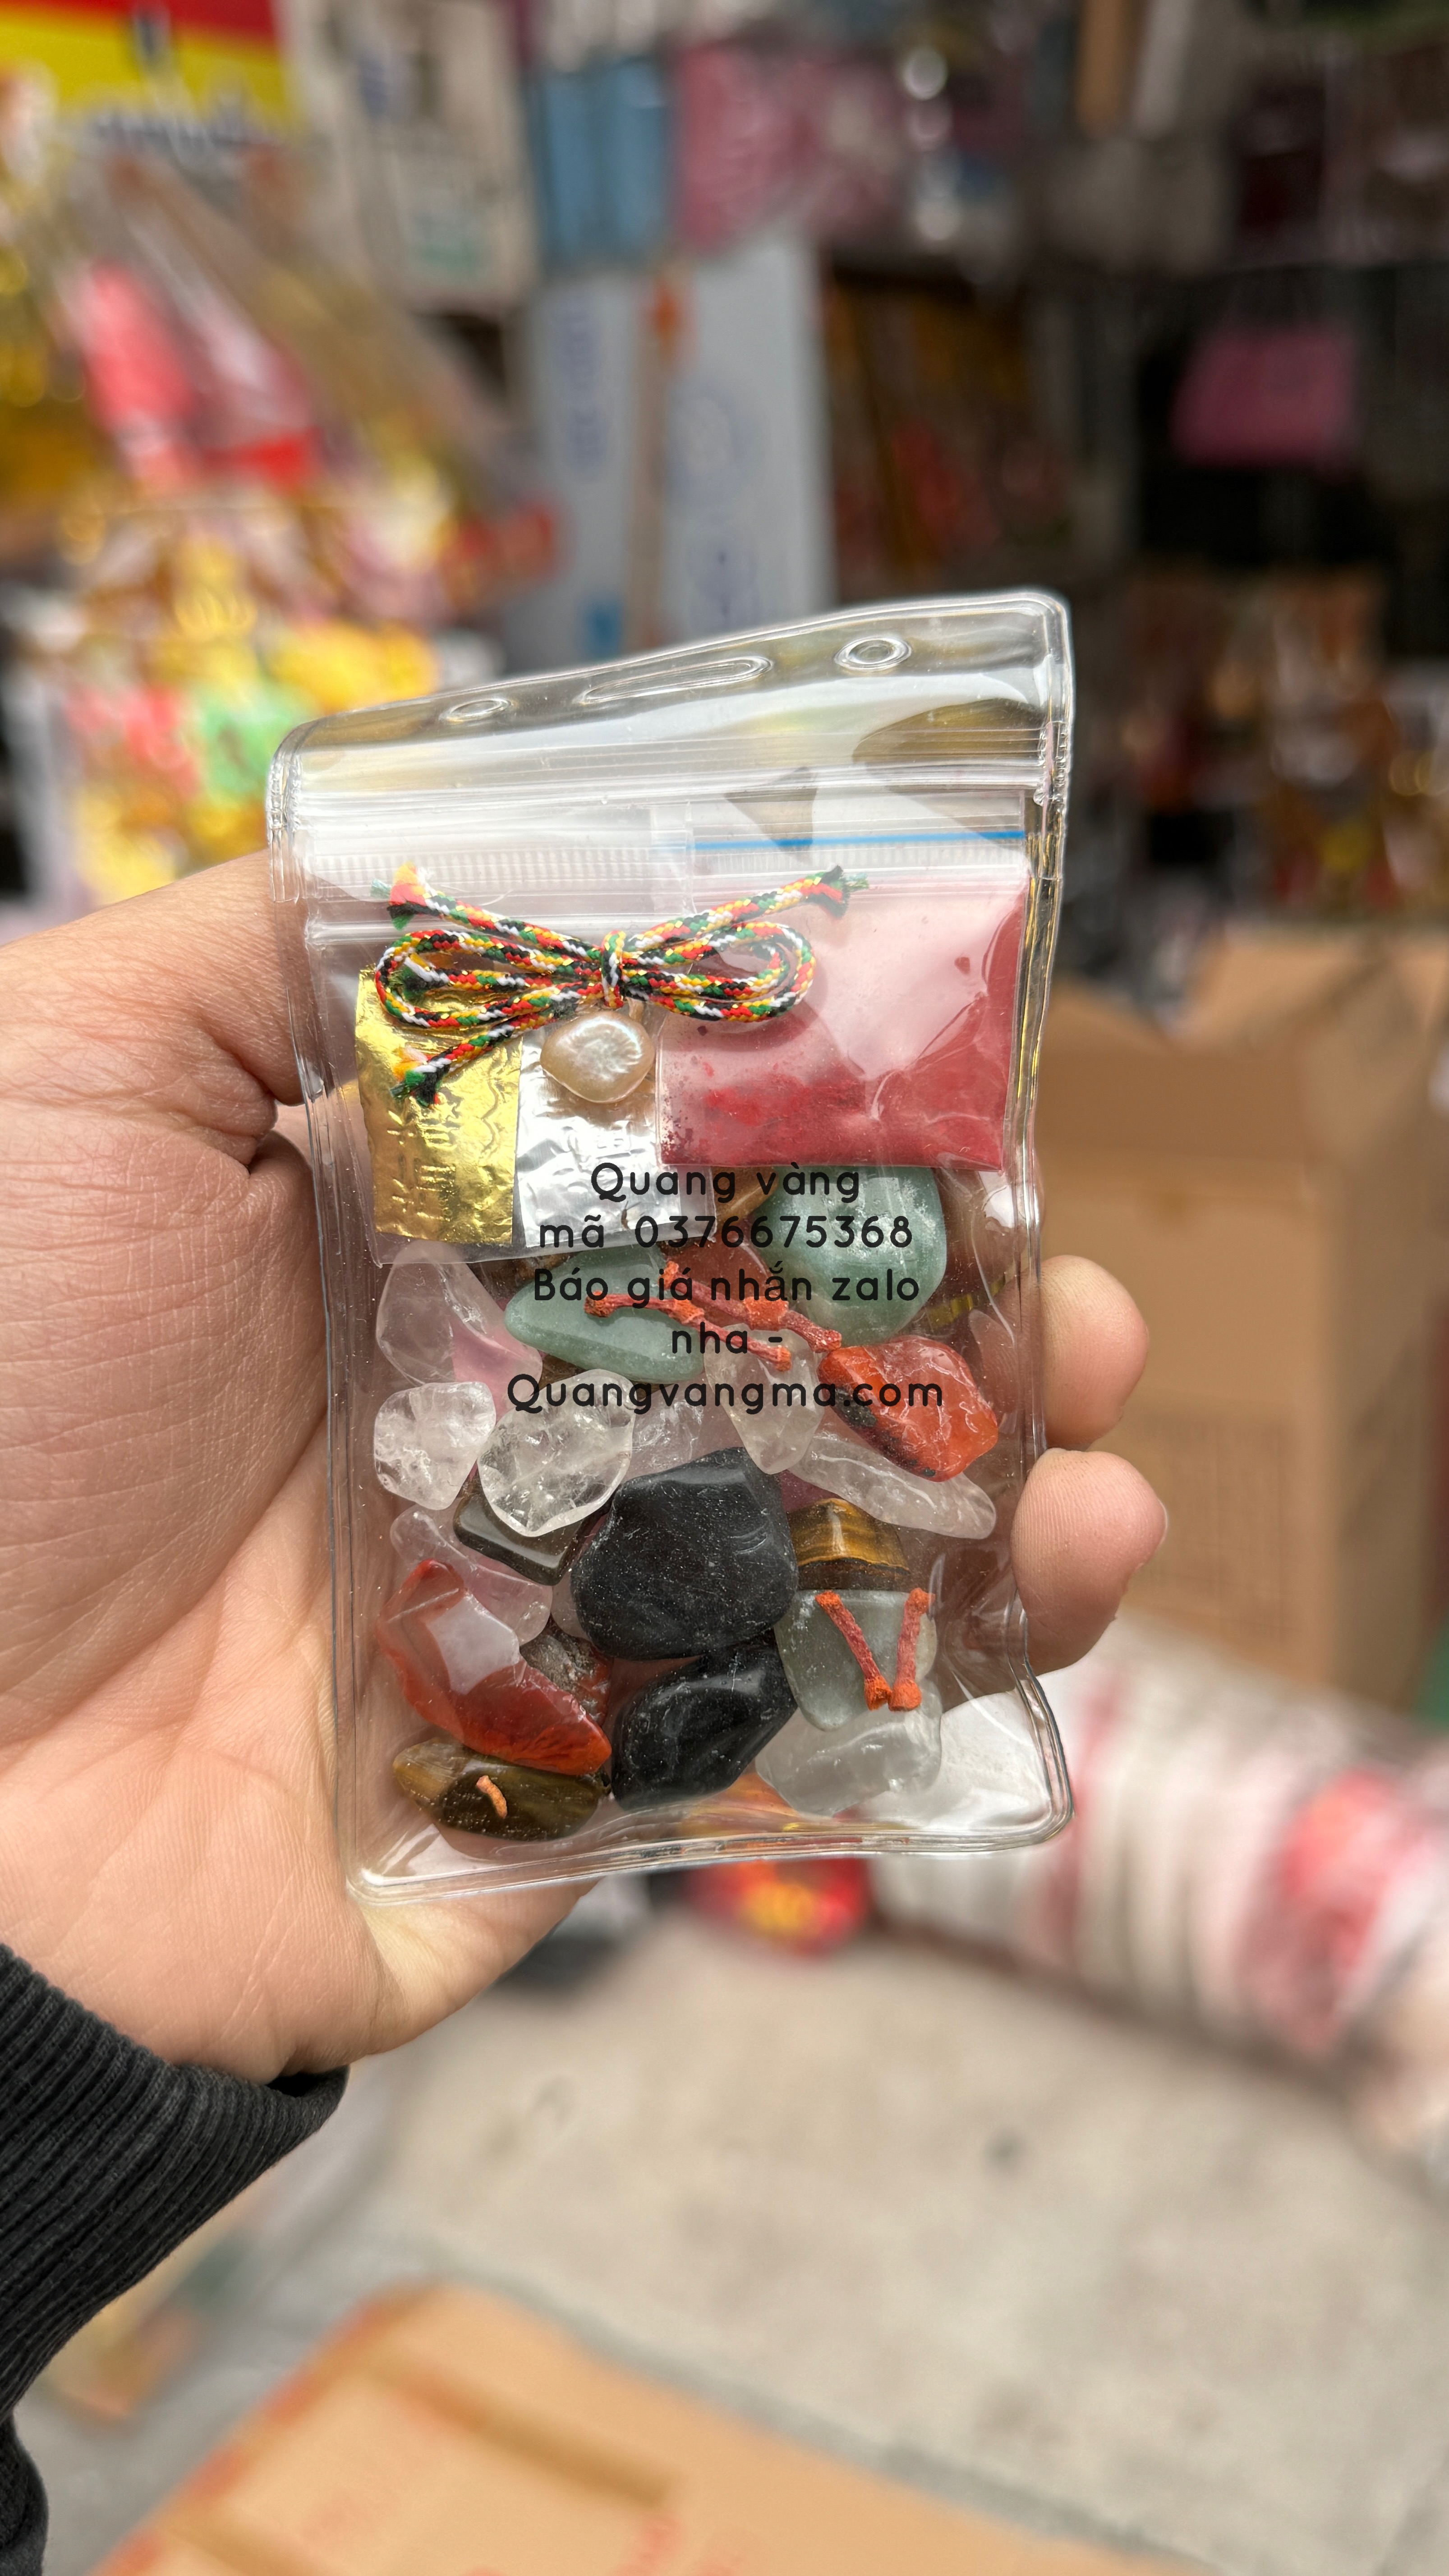 Quang vàng
mã 0376675368
Báo giá nhắn zalo
nha -
Quangvangma.com